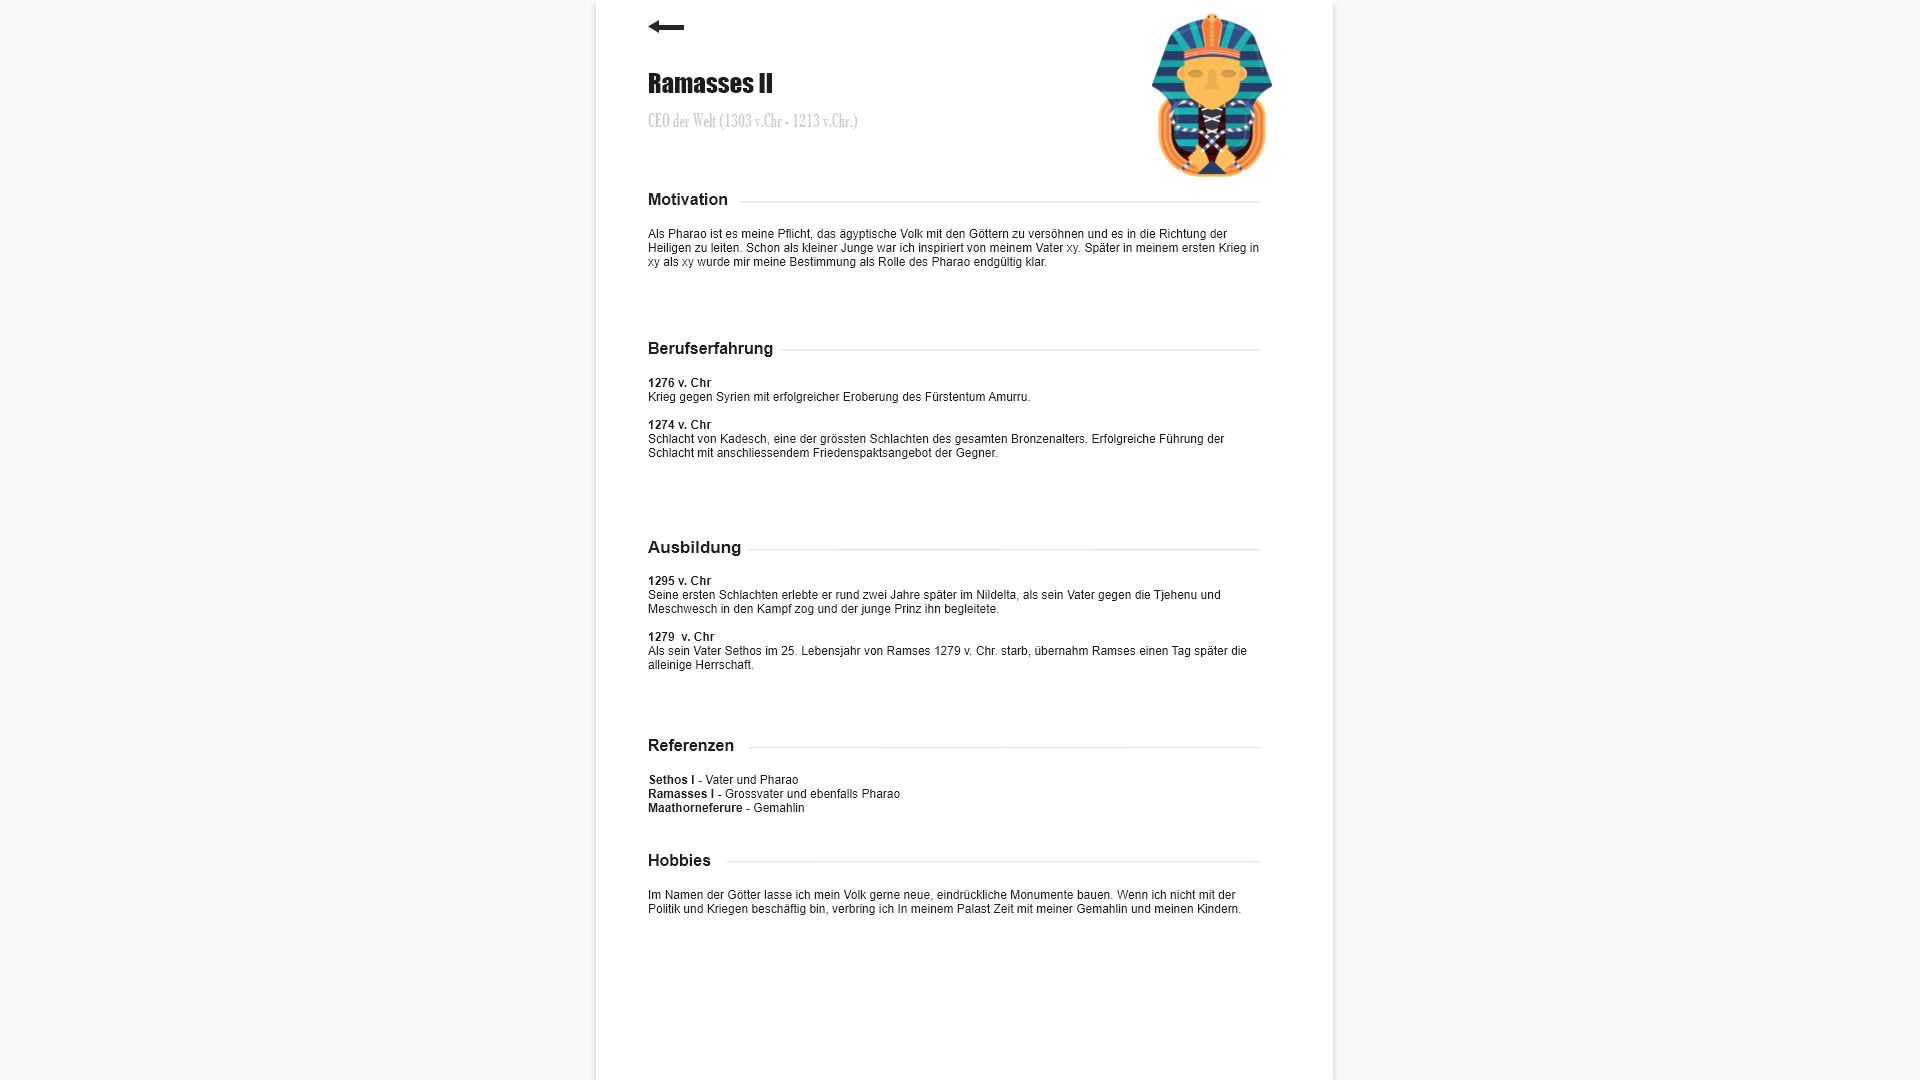 Ramasses II
CEO der Welt (1303 v.Chr - 1213 v.Chr.)
Motivation
Als Pharao ist es meine Pflicht, das ägyptische Volk mit den Göttern zu versöhnen und es in die Richtung der
Heiligen zu leiten. Schon als kleiner Junge war ich inspiriert von meinem Vater xy. Später in meinem ersten Krieg in
xy als xy wurde mir meine Bestimmung als Rolle des Pharao endgültig klar.
Berufserfahrung
1276 v. Chr
Krieg gegen Syrien mit erfolgreicher Eroberung des Fürstentum Amurru.
1274 v. Chr
Schlacht von Kadesch, eine der grössten Schlachten des gesamten Bronzenalters. Erfolgreiche Führung der
Schlacht mit anschliessendem Friedenspaktsangebot der Gegner.
Ausbildung
1295 v. Chr
Seine ersten Schlachten erlebte er rund zwei Jahre später im Nildelta, als sein Vater gegen die Tjehenu und
Meschwesch in den Kampf zog und der junge Prinz ihn begleitete.
1279  v. Chr
Als sein Vater Sethos im 25. Lebensjahr von Ramses 1279 v. Chr. starb, übernahm Ramses einen Tag später die
alleinige Herrschaft.
Referenzen
Sethos I - Vater und Pharao
Ramasses I - Grossvater und ebenfalls Pharao
Maathorneferure - Gemahlin
Hobbies
Im Namen der Götter lasse ich mein Volk gerne neue, eindrückliche Monumente bauen. Wenn ich nicht mit der
Politik und Kriegen beschäftig bin, verbring ich In meinem Palast Zeit mit meiner Gemahlin und meinen Kindern.